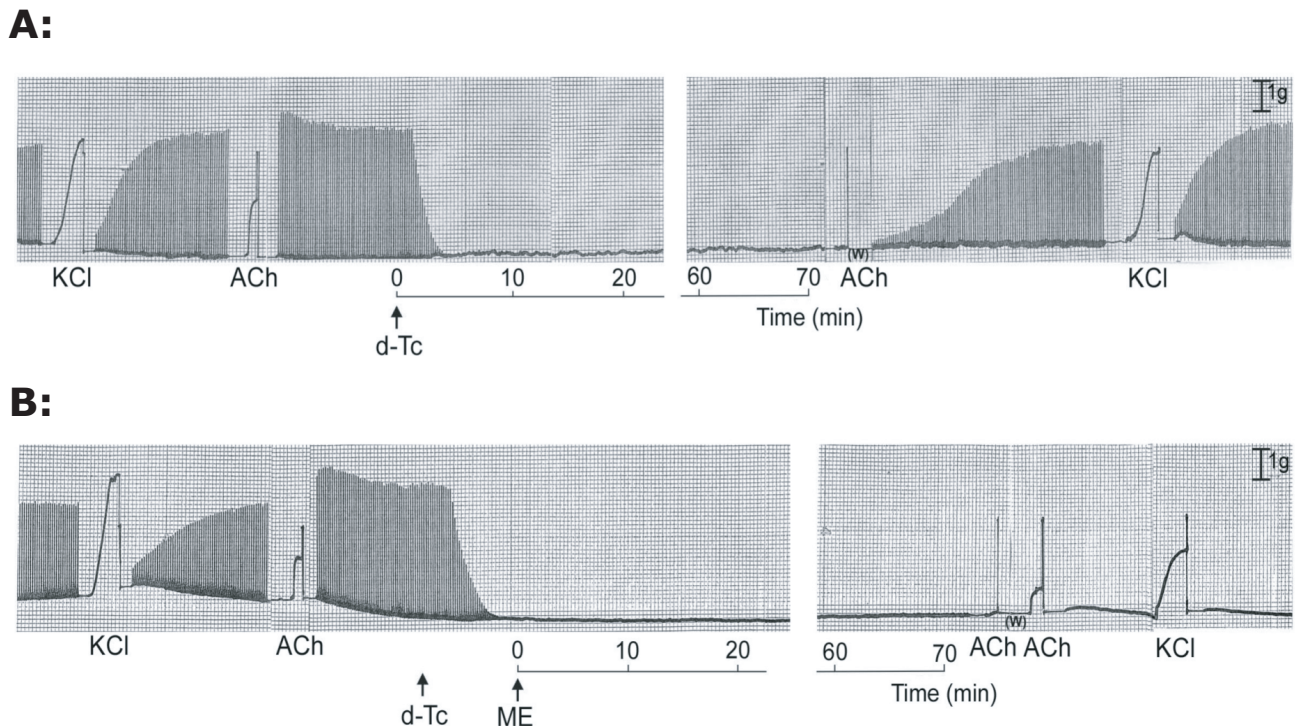 A:
1g
(W)
KCl ACh 0 10 20 60 70 ACh KCl
Time (min)
d-Tc
B:
1g
(W)
KCl ACh 0 10 20 60 70 ACh ACh KCl
Time (min)
d-Tc ME